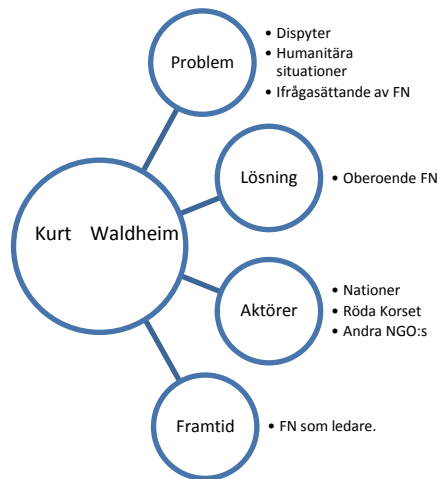 Problem
• Dispyter
• Humanitära
situationer
• Ifrågasättande av FN
Lösning
• Oberoende FN
Kurt Waldheim
Aktörer
• Nationer
• Röda Korset
• Andra NGO:s
Framtid
• FN som ledare.